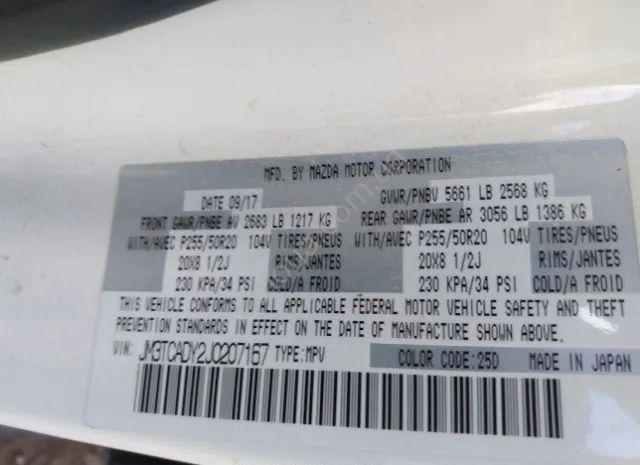 MFD. BY MAZDA MOTOR CORPORATION
DATE 09/17 GVWR/PNBV 5661 LB 2568 KG
FRONT GAWR/PNBE AV 2683 LB 1217 KG REAR GAWR/PNBE AR 3056 LB 1386 KG
WITH/AVEC P255/50R20 104V TIRES/PNEUS WITH/AVEC P255/50R20 104V TIRES/PNEUS
20X8 1/2J RIMS/JANTES 20X8 1/2J RIMS/JANTES
230 KPA/34 PSI COLD/A FROID 230 KPA/34 PSI COLD/A FROID
THIS VEHICLE CONFORMS TO ALL APPLICABLE FEDERAL MOTOR VEHICLE SAFETY AND THEFT
PREVENTION STANDARDS IN EFFECT ON THE DATE OF MANUFACTURE SHOWN ABOVE.
VIN: JM3TCADY2J0207167 TYPE:MPV COLOR CODE:25D MADE IN JAPAN